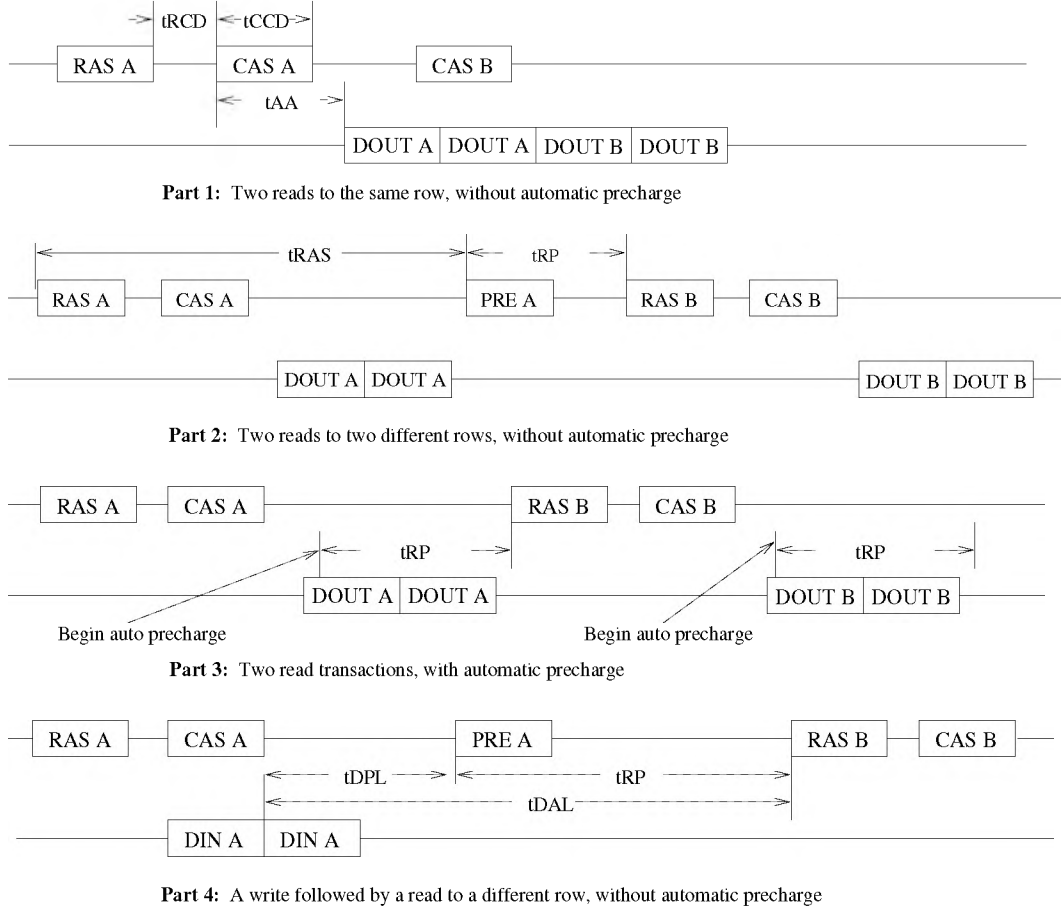 tRCD tCCD
RAS A CAS A CAS B
tAA
DOUT A DOUT A DOUT B DOUT B
Part 1: Two reads to the same row, without automatic precharge
tRAS tRP
RAS A CAS A PRE A RAS B CAS B
DOUT A DOUT A DOUT B DOUT B
Part 2: Two reads to two different rows, without automatic precharge
RAS A CAS A RAS B CAS B
tRP tRP
DOUT A DOUT A DOUT B DOUT B
Begin auto precharge Begin auto precharge
Part 3: Two read transactions, with automatic precharge
RAS A CAS A PRE A RAS B CAS B
tDPL tRP
tDAL
DIN A DIN A
Part 4: A write followed by a read to a different row, without automatic precharge